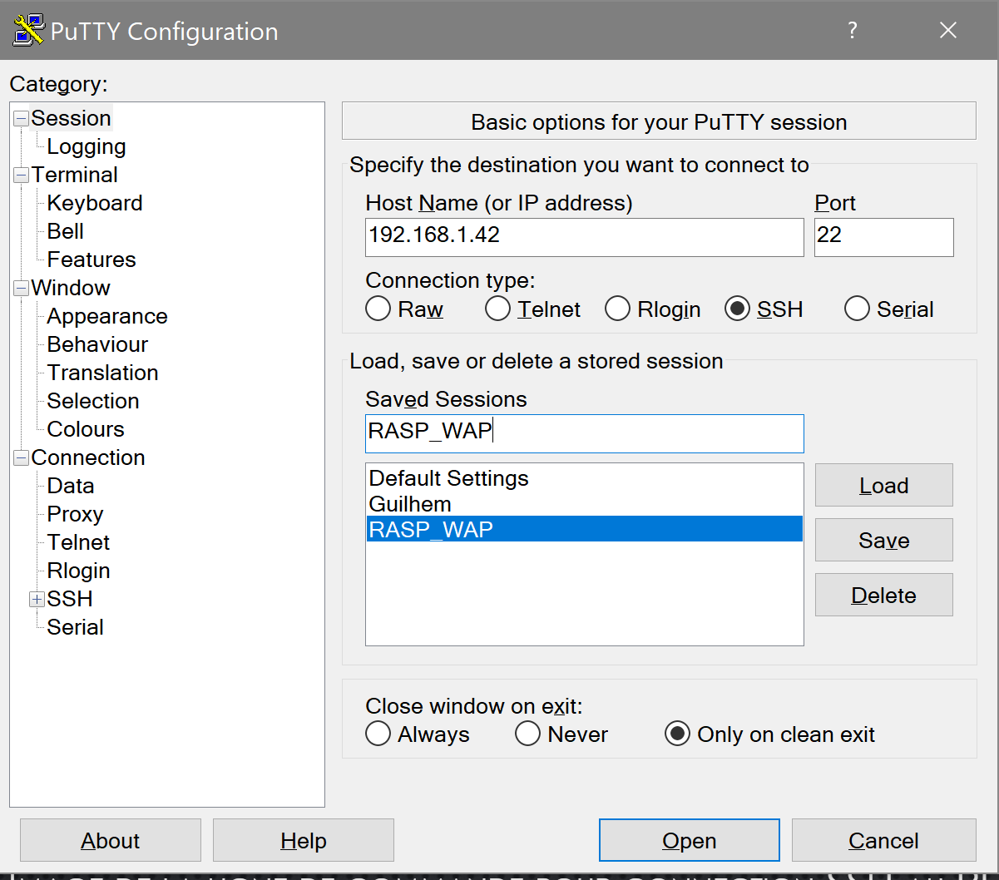 PuTTY Configuration
?
Category:
Session
Logging
Terminal
Keyboard
Bell
Features
Window
Appearance
Behaviour
Translation
Selection
Colours
Connection
Data
Proxy
Telnet
Rlogin
SSH
Serial
Basic options for your PuTTY session
Specify the destination you want to connect to
Host Name (or IP address) Port
192.168.1.42 22
Connection type:
Raw Telnet Rlogin SSH Serial
Load, save or delete a stored session
Saved Sessions
RASP_WAP
Default Settings
Guilhem
RASP_WAP
Load
Save
Delete
Close window on exit:
Always Never Only on clean exit
About Help Open Cancel